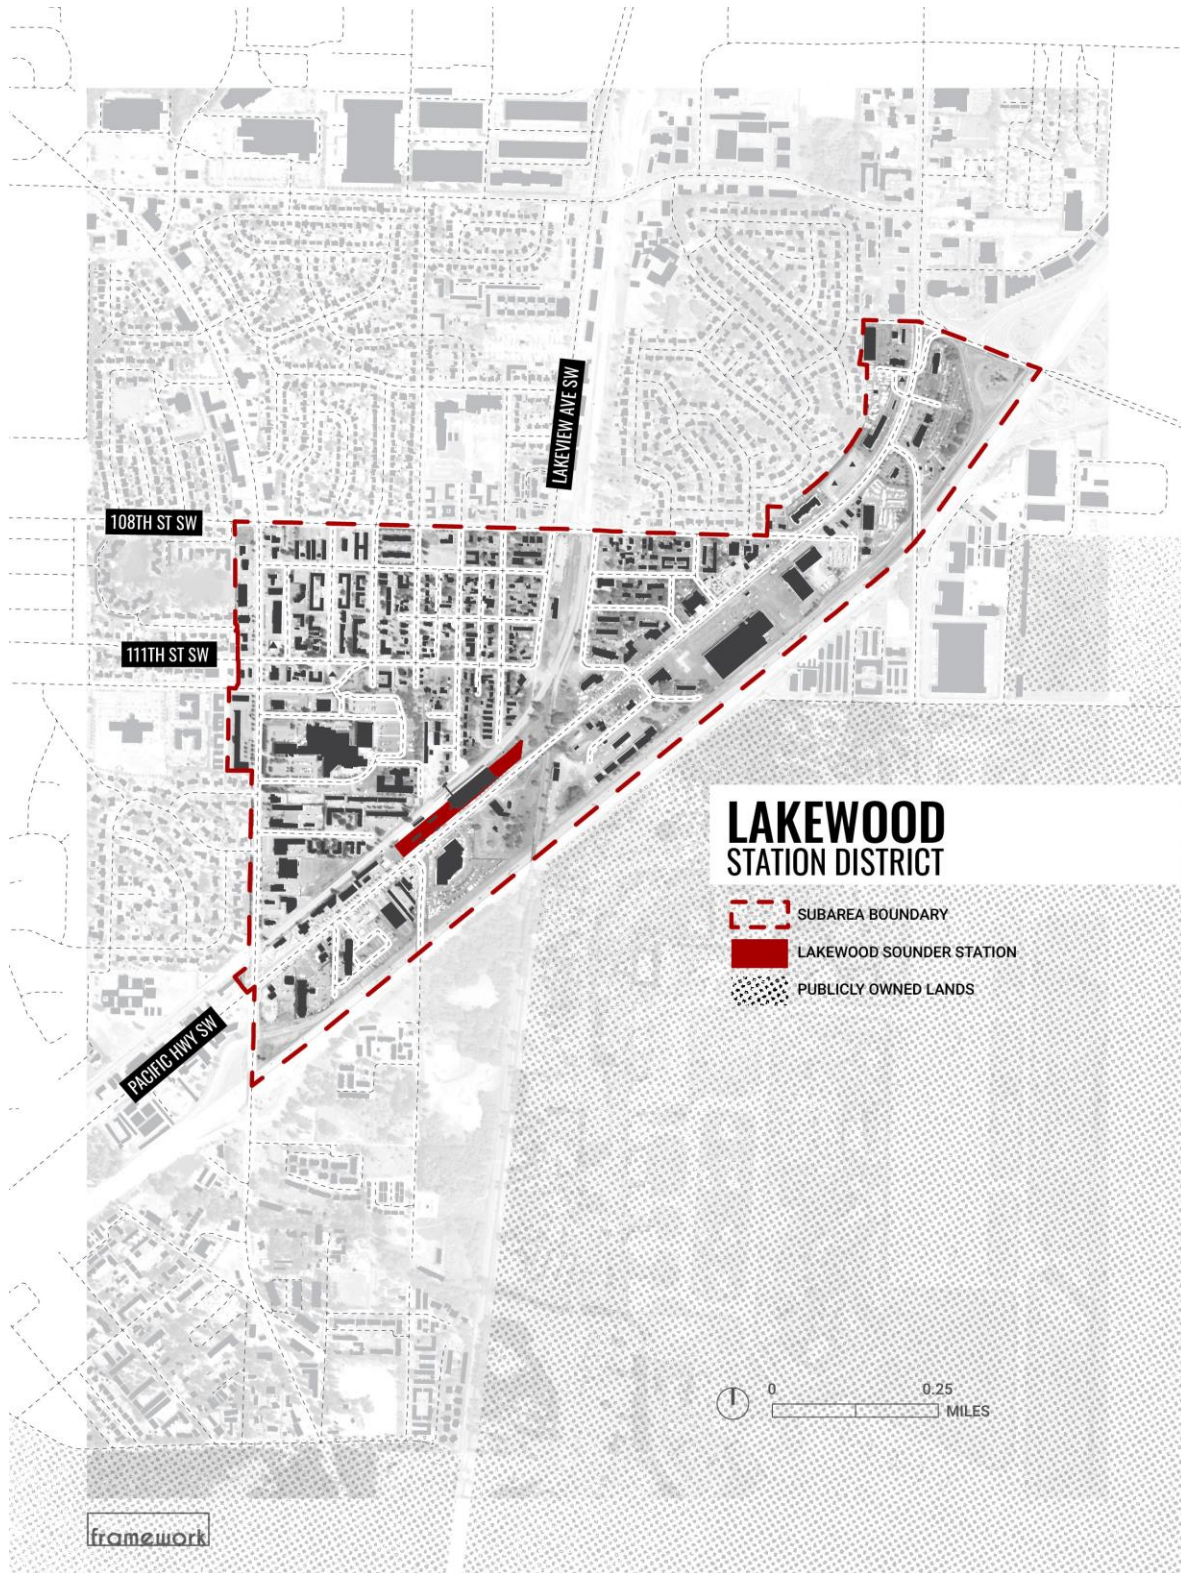 LAKEVIEW AVE SW
108TH ST SW
111TH ST SW
LAKEWOOD
STATION DISTRICT
SUBAREA BOUNDARY
LAKEWOOD SOUNDER STATION
PUBLICLY OWNED LANDS
PACIFIC HWY SW
0 0.25
MILES
framework